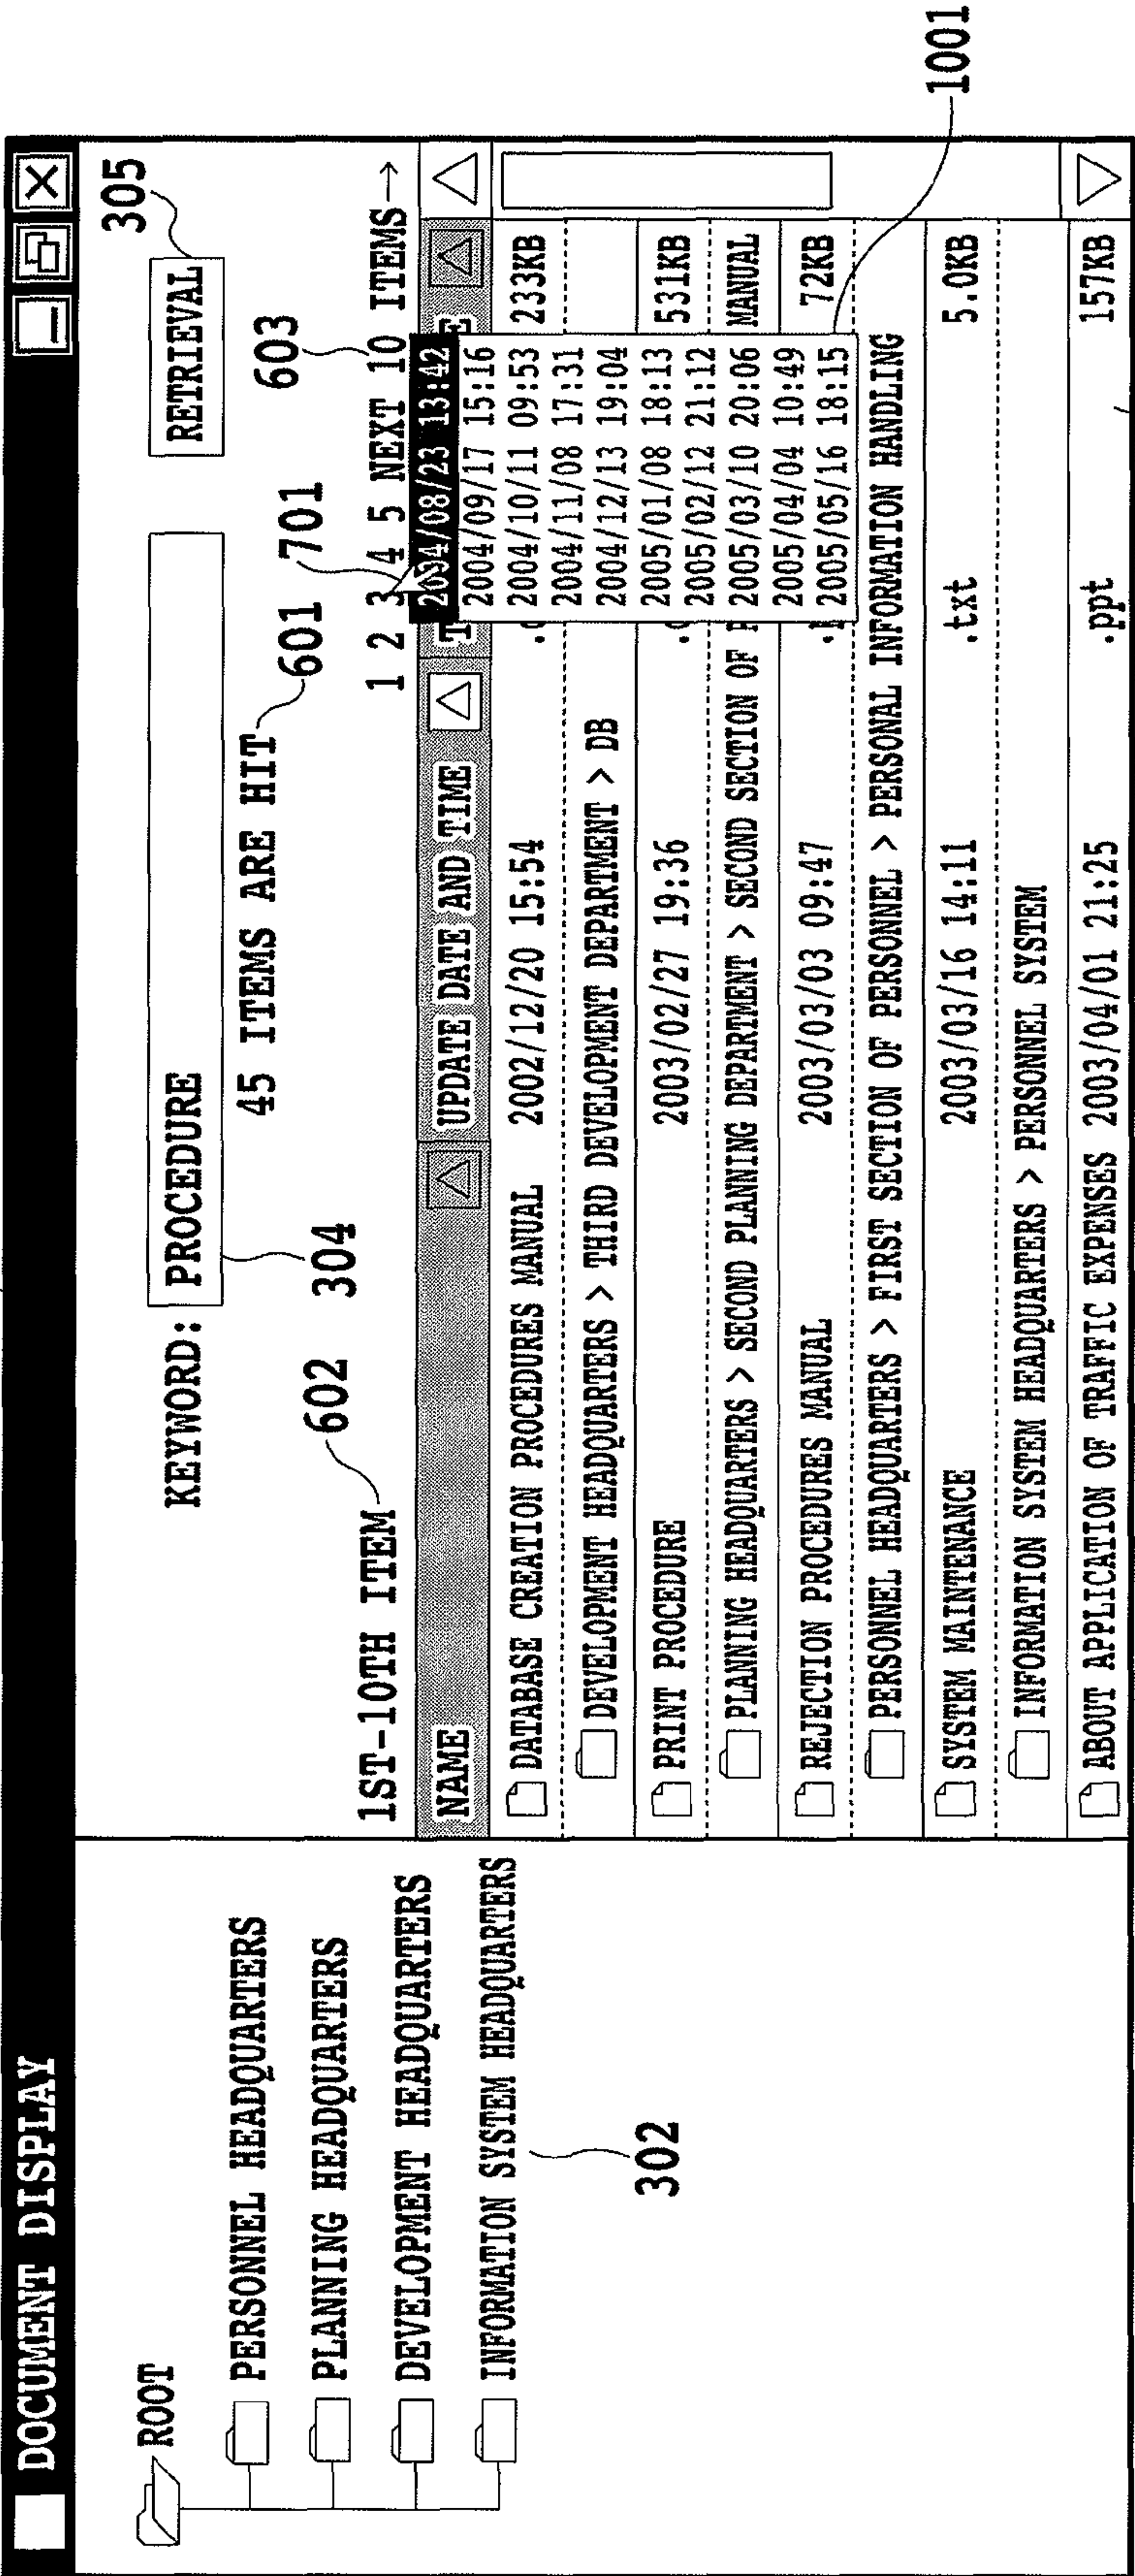 DOCUMENT DISPLAY
ROOT
PERSONNEL HEADQUARTERS
PLANNING HEADQUARTERS
DEVELOPMENT HEADQUARTERS
INFORMATION SYSTEM HEADQUARTERS
302
KEYWORD: PROCEDURE
RETRIEVAL
305
304
45 ITEMS ARE HIT
601
701
603
602
1ST-10TH ITEM
1 2 3 4 5 NEXT 10 ITEMS→
NAME
UPDATE DATE AND TIME
2004/08/23 13:42
2004/09/17 15:16
2004/10/11 09:53
2004/11/08 17:31
2004/12/13 19:04
2005/01/08 18:13
2005/02/12 21:12
2005/03/10 20:06
2005/04/04 10:49
2005/05/16 18:15
1001
DATABASE CREATION PROCEDURES MANUAL 2002/12/20 15:54 233KB
DEVELOPMENT HEADQUARTERS > THIRD DEVELOPMENT DEPARTMENT > DB
PRINT PROCEDURE 2003/02/27 19:36 531KB
PLANNING HEADQUARTERS > SECOND PLANNING DEPARTMENT > SECOND SECTION OF MANUAL
REJECTION PROCEDURES MANUAL 2003/03/03 09:47 72KB
PERSONNEL HEADQUARTERS > FIRST SECTION OF PERSONNEL > PERSONAL INFORMATION HANDLING
SYSTEM MAINTENANCE 2003/03/16 14:11 .txt 5.0KB
INFORMATION SYSTEM HEADQUARTERS > PERSONNEL SYSTEM
ABOUT APPLICATION OF TRAFFIC EXPENSES 2003/04/01 21:25 .ppt 157KB